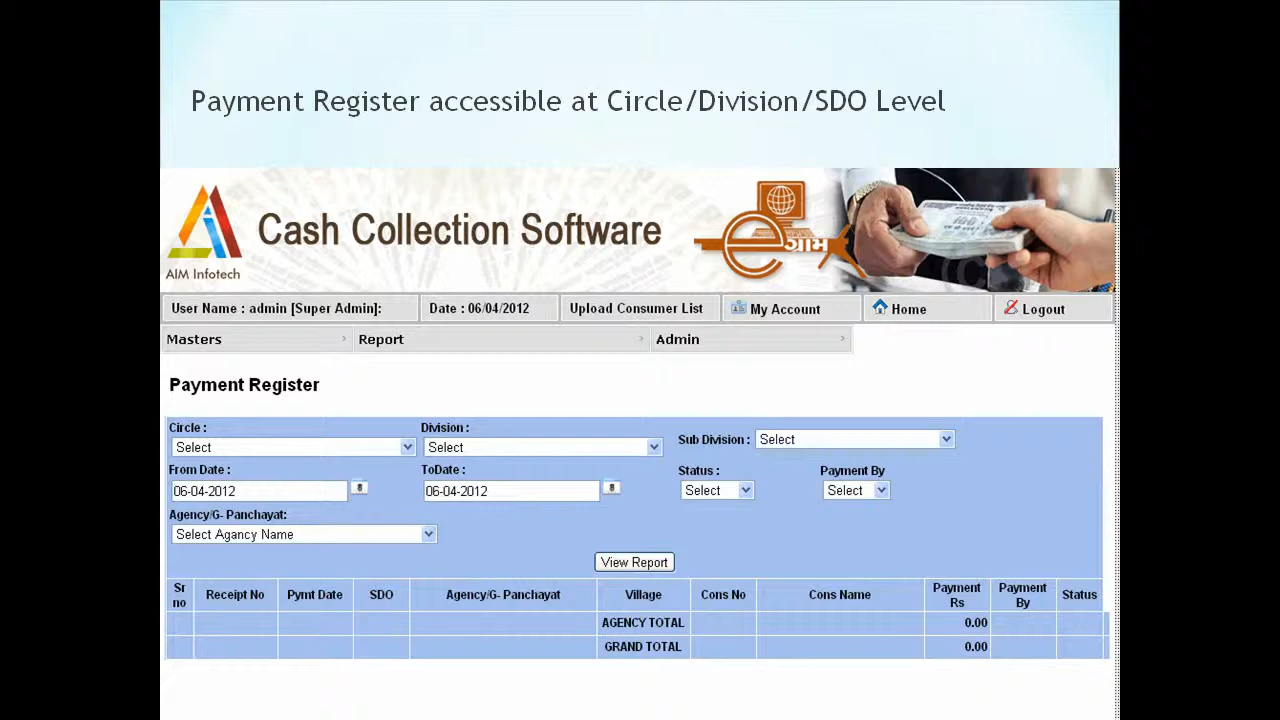 Payment Register accessible at Circle/Division/SDO Level
AIM Infotech
Cash Collection Software
e ગ્રામ
User Name : admin [Super Admin]: Date : 06/04/2012 Upload Consumer List My Account Home Logout
Masters Report Admin
Payment Register
Circle : Division :
Select Select Sub Division : Select
From Date : ToDate : Status : Payment By
06-04-2012 06-04-2012 Select Select
Agency/G- Panchayat:
Select Agancy Name
View Report
Sr no Receipt No Pymt Date SDO Agency/G- Panchayat Village Cons No Cons Name Payment Rs Payment By Status
AGENCY TOTAL 0.00
GRAND TOTAL 0.00